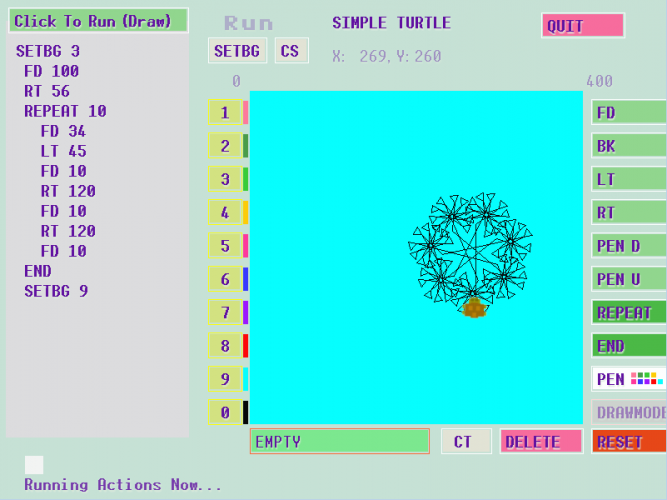 Click To Run (Draw)
Run
SIMPLE TURTLE
QUIT
SETBG
CS
X: 269, Y: 260
0
400
SETBG 3
FD 100
RT 56
REPEAT 10
FD 34
LT 45
FD 10
RT 120
FD 10
RT 120
FD 10
END
SETBG 9
1
2
3
4
5
6
7
8
9
0
FD
BK
LT
RT
PEN D
PEN U
REPEAT
END
PEN
DRAWMODE
EMPTY
CT
DELETE
RESET
Running Actions Now...